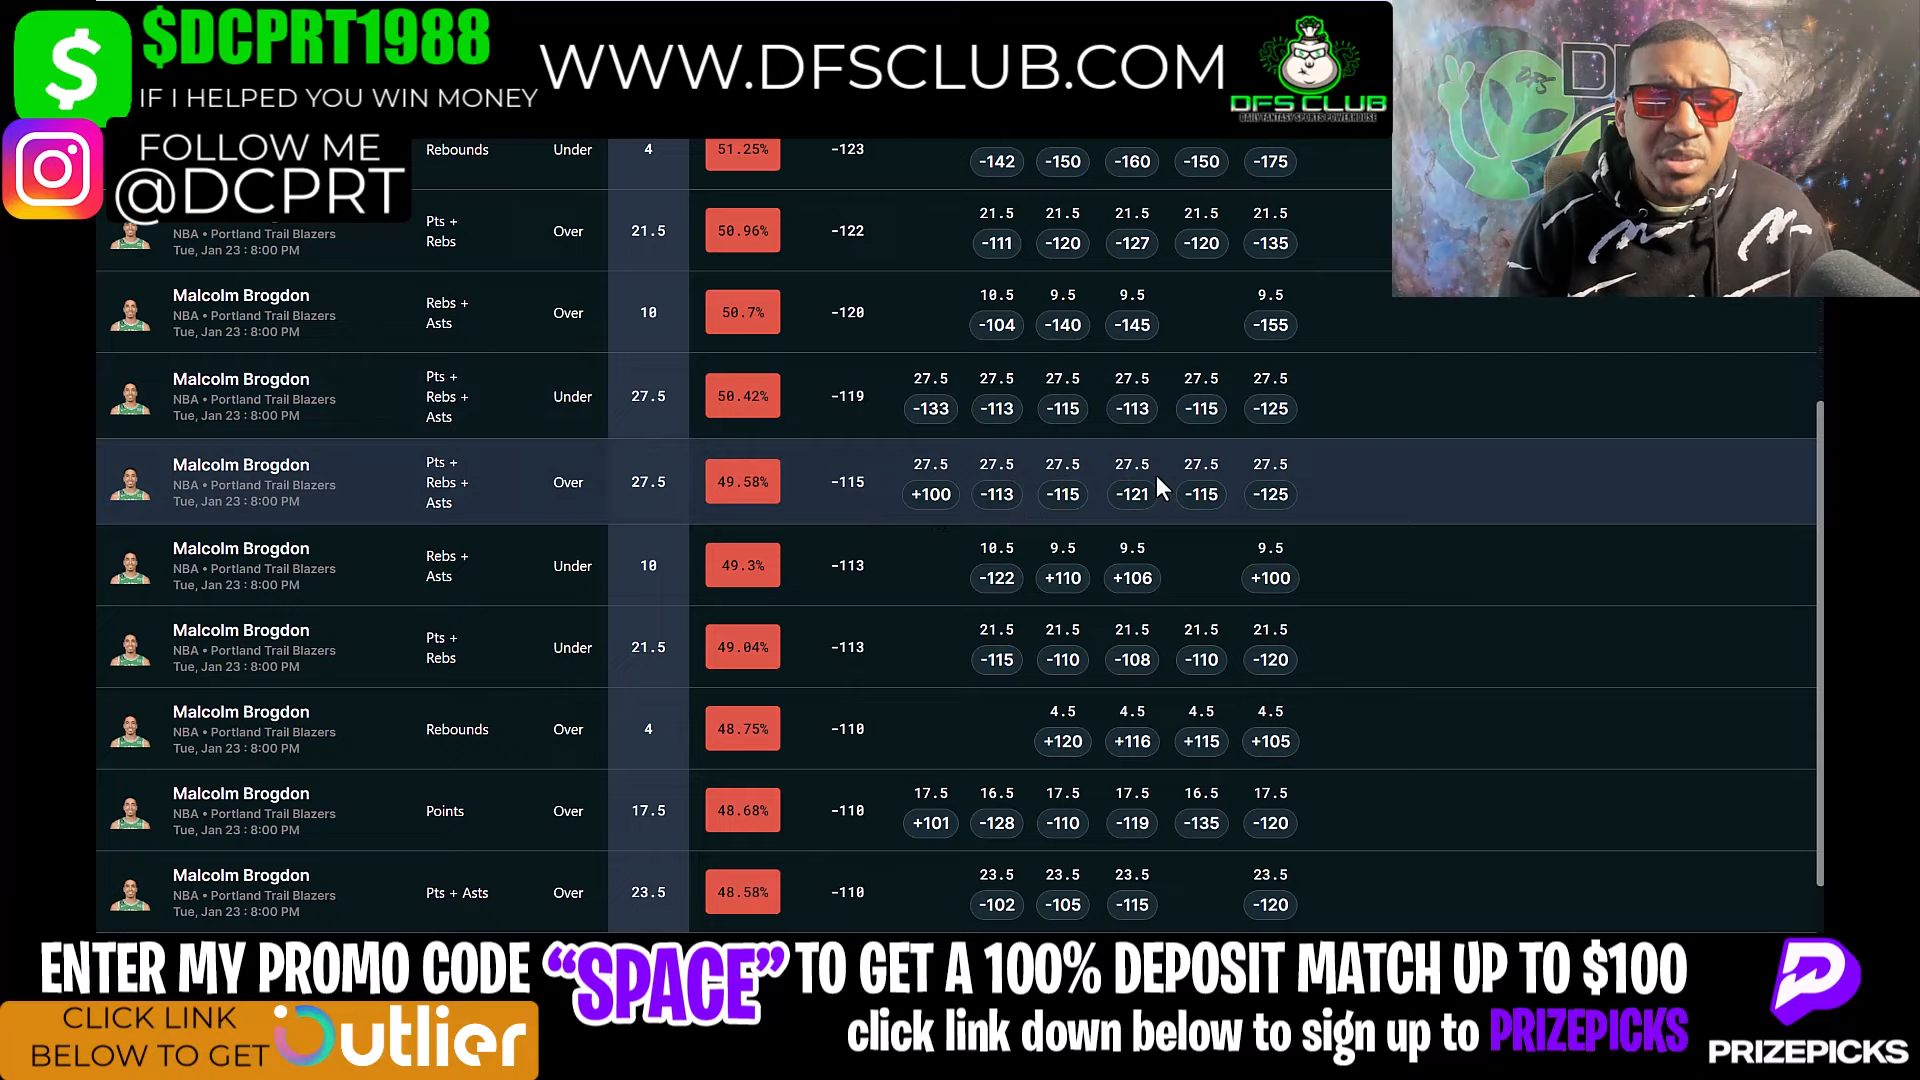 $DCPRT1988
IF I HELPED YOU WIN MONEY
WWW.DFSCLUB.COM
DFS CLUB
DAILY FANTASY SPORTS POWERHOUSE
FOLLOW ME
@DCPRT
Rebounds Under 4 51.25% -123 -142 -150 -160 -150 -175
NBA • Portland Trail Blazers
Tue, Jan 23 : 8:00 PM
Pts +
Rebs
Over 21.5 50.96% -122
21.5 21.5 21.5 21.5 21.5
-111 -120 -127 -120 -135
Malcolm Brogdon
NBA • Portland Trail Blazers
Tue, Jan 23 : 8:00 PM
Rebs +
Asts
Over 10 50.7% -120
10.5 9.5 9.5 9.5
-104 -140 -145 -155
Malcolm Brogdon
NBA • Portland Trail Blazers
Tue, Jan 23 : 8:00 PM
Pts +
Rebs +
Asts
Under 27.5 50.42% -119
27.5 27.5 27.5 27.5 27.5 27.5
-133 -113 -115 -113 -115 -125
Malcolm Brogdon
NBA • Portland Trail Blazers
Tue, Jan 23 : 8:00 PM
Pts +
Rebs +
Asts
Over 27.5 49.58% -115
27.5 27.5 27.5 27.5 27.5 27.5
+100 -113 -115 -121 -115 -125
Malcolm Brogdon
NBA • Portland Trail Blazers
Tue, Jan 23 : 8:00 PM
Rebs +
Asts
Under 10 49.3% -113
10.5 9.5 9.5 9.5
-122 +110 +106 +100
Malcolm Brogdon
NBA • Portland Trail Blazers
Tue, Jan 23 : 8:00 PM
Pts +
Rebs
Under 21.5 49.04% -113
21.5 21.5 21.5 21.5 21.5
-115 -110 -108 -110 -120
Malcolm Brogdon
NBA • Portland Trail Blazers
Tue, Jan 23 : 8:00 PM
Rebounds Over 4 48.75% -110
4.5 4.5 4.5 4.5
+120 +116 +115 +105
Malcolm Brogdon
NBA • Portland Trail Blazers
Tue, Jan 23 : 8:00 PM
Points Over 17.5 48.68% -110
17.5 16.5 17.5 17.5 16.5 17.5
+101 -128 -110 -119 -135 -120
Malcolm Brogdon
NBA • Portland Trail Blazers
Tue, Jan 23 : 8:00 PM
Pts + Asts Over 23.5 48.58% -110
23.5 23.5 23.5 23.5
-102 -105 -115 -120
ENTER MY PROMO CODE "SPACE" TO GET A 100% DEPOSIT MATCH UP TO $100
click link down below to sign up to PRIZEPICKS
CLICK LINK
BELOW TO GET
Outlier
PRIZEPICKS